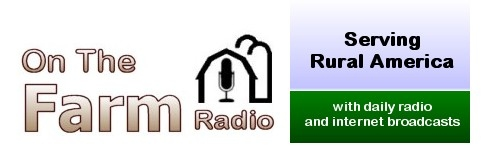 On The
Farm Radio
Serving
Rural America
with daily radio
and internet broadcasts